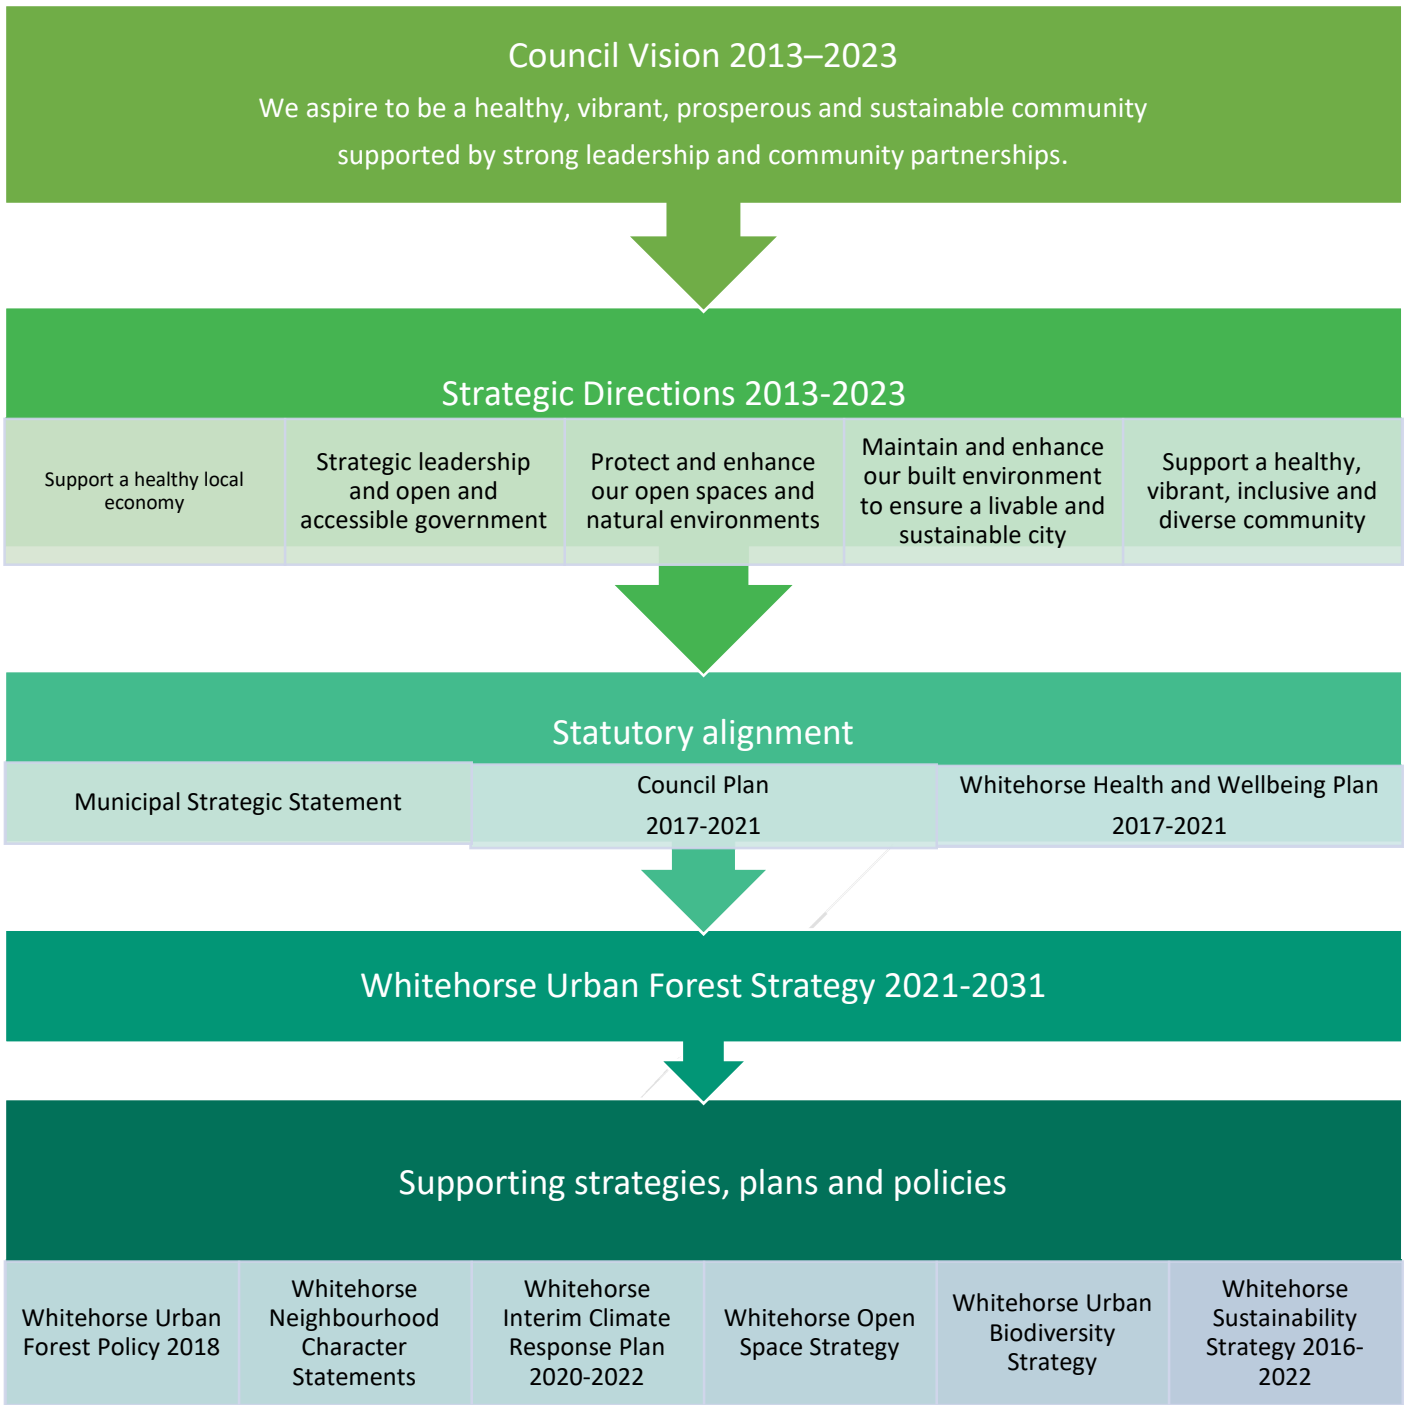 Council Vision 2013–2023
We aspire to be a healthy, vibrant, prosperous and sustainable community
supported by strong leadership and community partnerships.
Strategic Directions 2013-2023
Support a healthy local
economy
Strategic leadership
and open and
accessible government
Protect and enhance
our open spaces and
natural environments
Maintain and enhance
our built environment
to ensure a livable and
sustainable city
Support a healthy,
vibrant, inclusive and
diverse community
Statutory alignment
Municipal Strategic Statement
Council Plan
2017-2021
Whitehorse Health and Wellbeing Plan
2017-2021
Whitehorse Urban Forest Strategy 2021-2031
Supporting strategies, plans and policies
Whitehorse Urban
Forest Policy 2018
Whitehorse
Neighbourhood
Character
Statements
Whitehorse
Interim Climate
Response Plan
2020-2022
Whitehorse Open
Space Strategy
Whitehorse Urban
Biodiversity
Strategy
Whitehorse
Sustainability
Strategy 2016-
2022